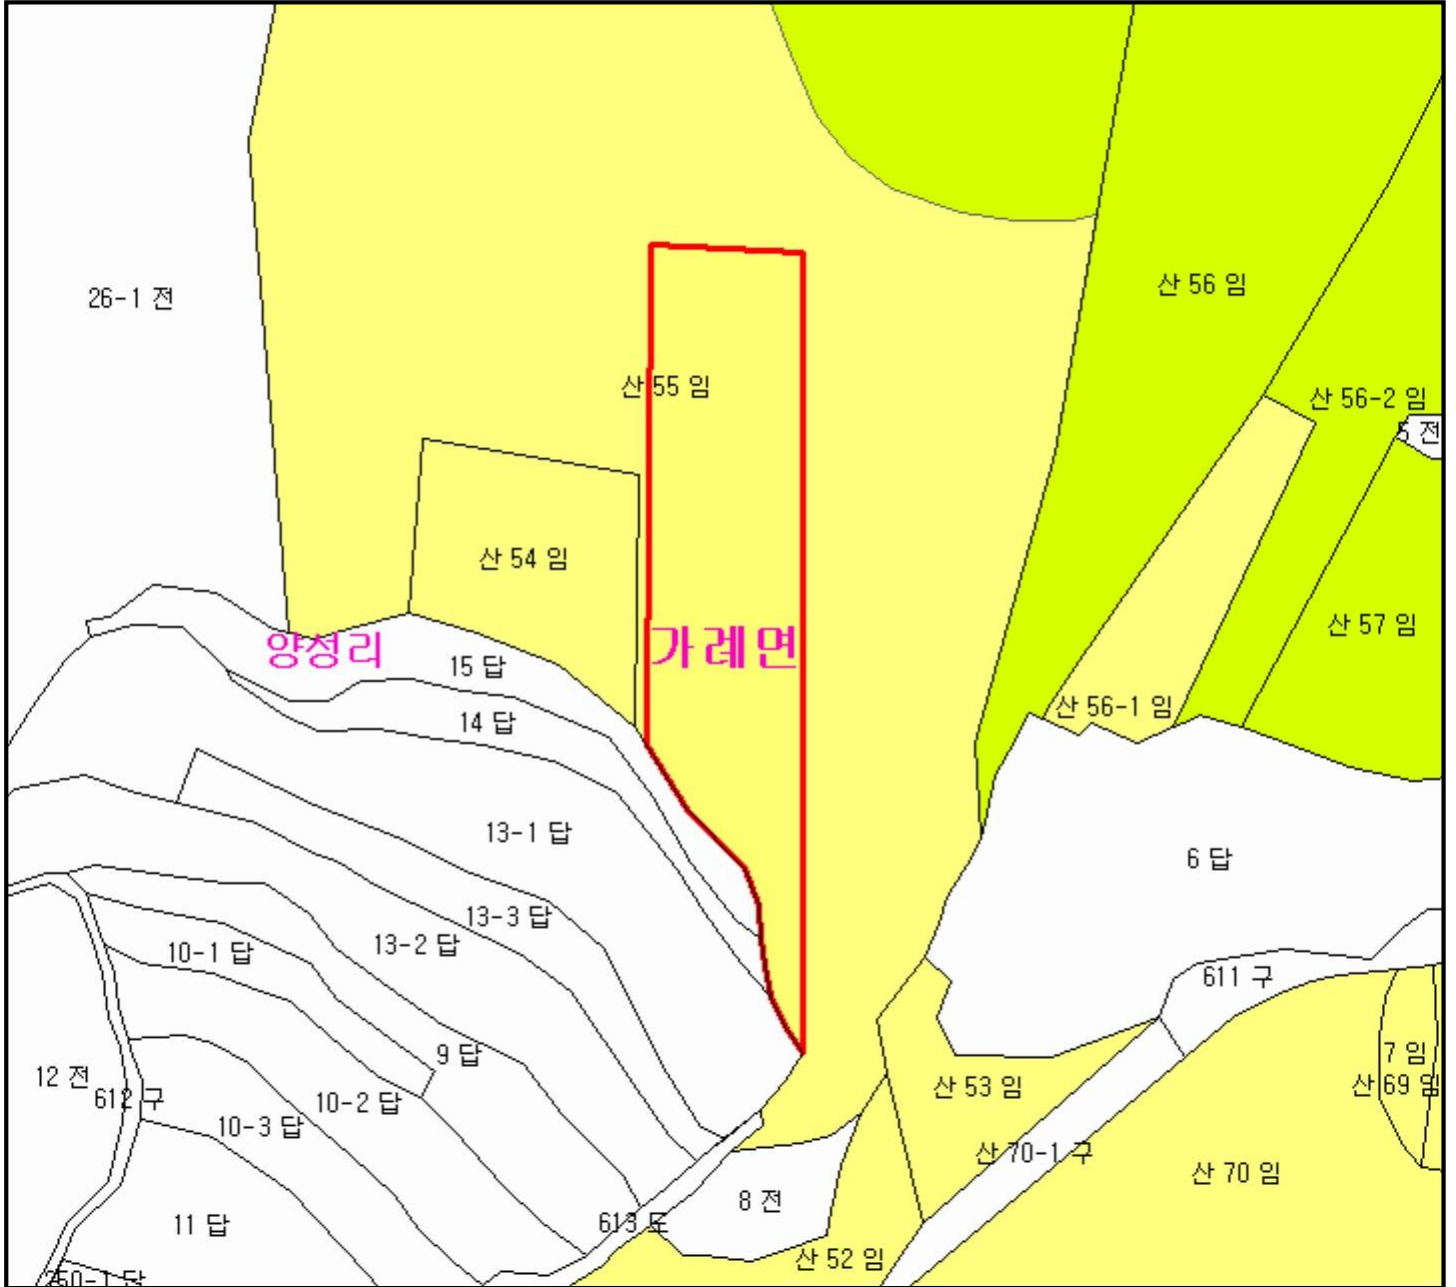 산 56 임
26-1 전
산 55 임
산 56-2 임
5 전
산 54 임
산 57 임
양성리
가례면
15 답
산 56-1 임
14 답
13-1 답
6 답
13-3 답
13-2 답
10-1 답
611 구
9 답
7 임
12 전
산 53 임
산 69 임
612 구
10-2 답
10-3 답
산 70-1 구
산 70 임
8 전
11 답
613 도
산 52 임